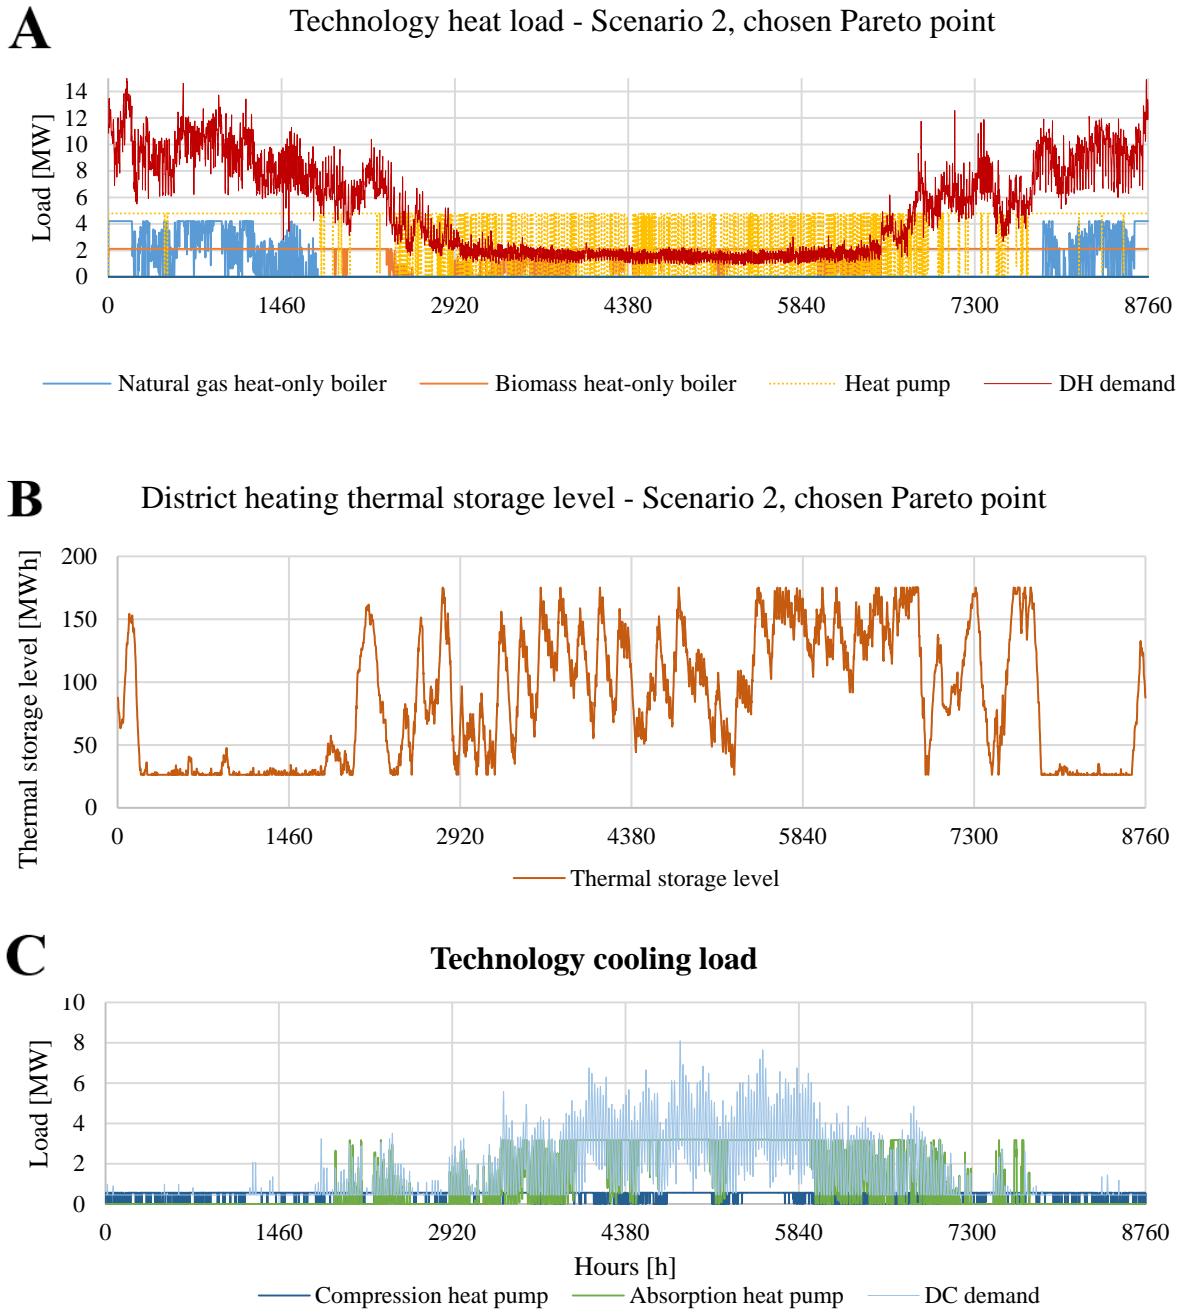 A
Technology heat load - Scenario 2, chosen Pareto point
Load [MW]
14
12
10
8
6
4
2
0
0 1460 2920 4380 5840 7300 8760
Natural gas heat-only boiler Biomass heat-only boiler Heat pump DH demand
B
District heating thermal storage level - Scenario 2, chosen Pareto point
Thermal storage level [MWh]
200
150
100
50
0
0 1460 2920 4380 5840 7300 8760
Thermal storage level
C
Technology cooling load
Load [MW]
10
8
6
4
2
0
0 1460 2920 4380 5840 7300 8760
Hours [h]
Compression heat pump Absorption heat pump DC demand